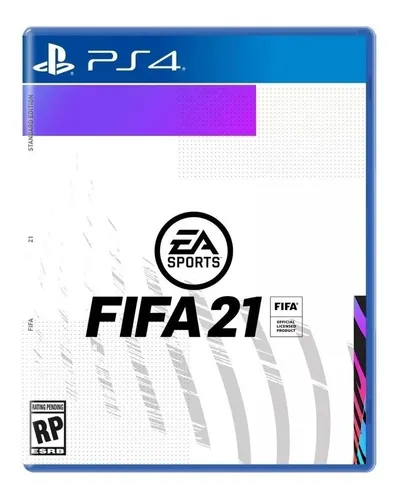 PS4
STANDARD EDITION
21
FIFA
EA
SPORTS
FIFA 21
FIFA
OFFICIAL
LICENSED
PRODUCT
RATING PENDING
RP
ESRB